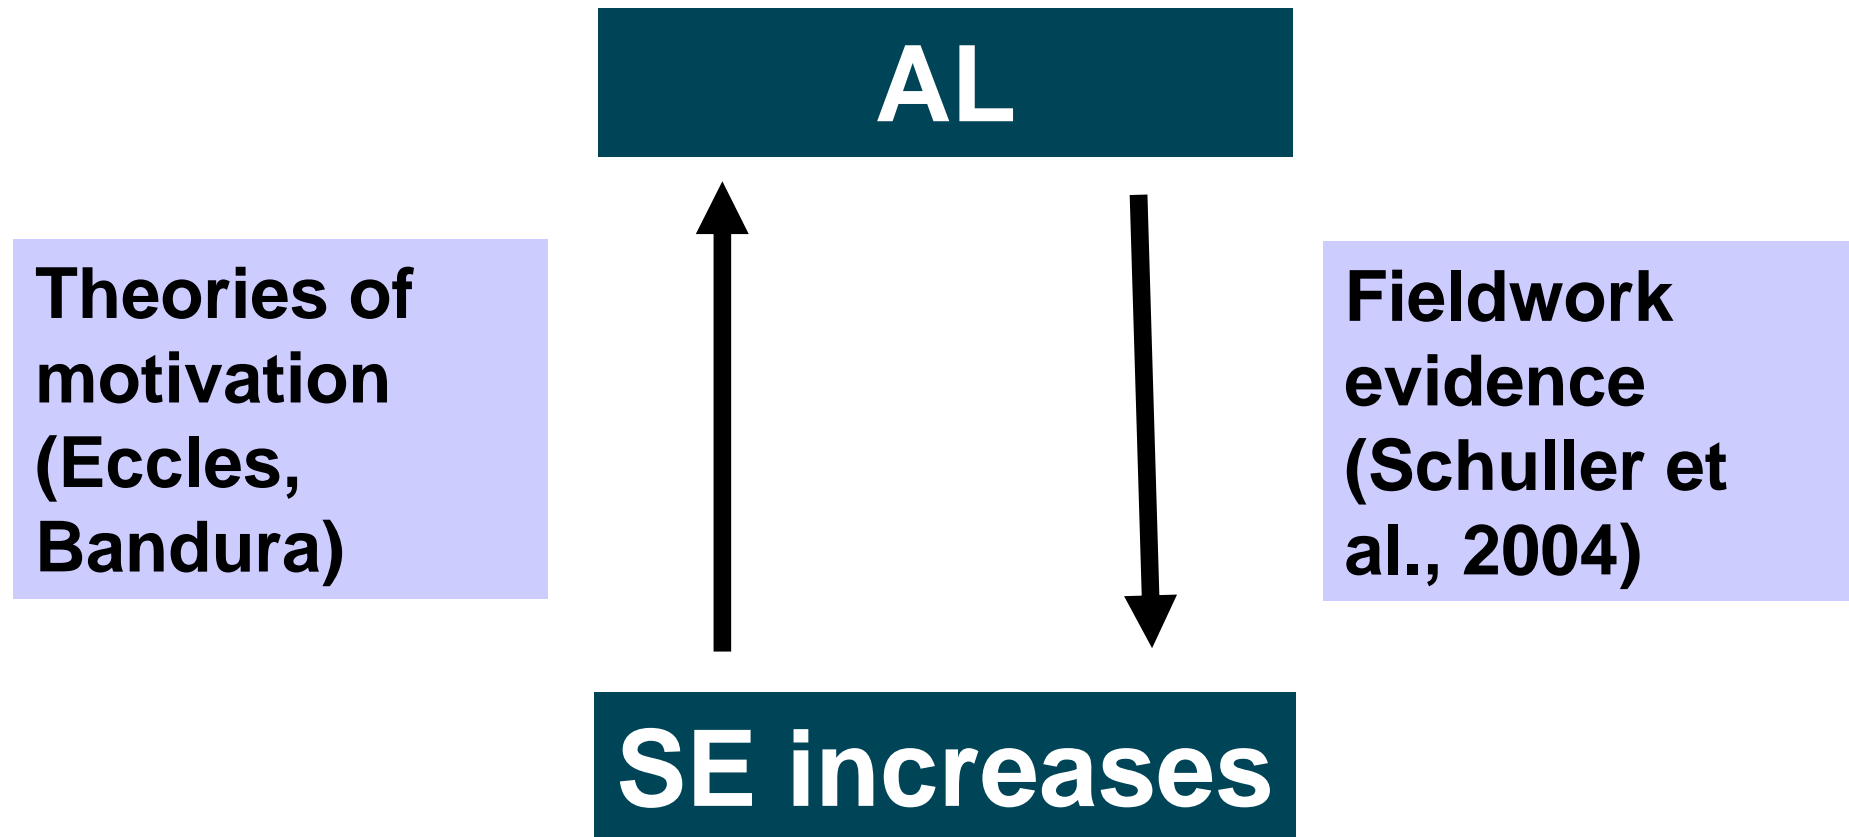 AL
Theories of
motivation
(Eccles,
Bandura)
Fieldwork
evidence
(Schuller et
al., 2004)
SE increases